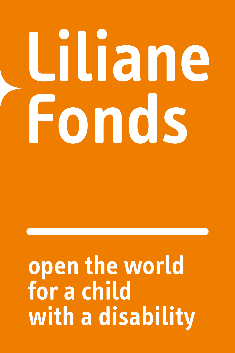 Liliane
Fonds
open the world
for a child
with a disability